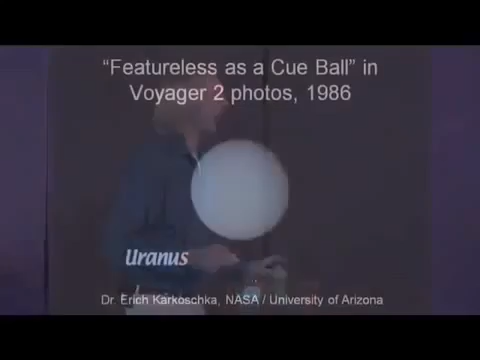 “Featureless as a Cue Ball” in
Voyager 2 photos, 1986
Uranus
Dr. Erich Karkoschka, NASA / University of Arizona